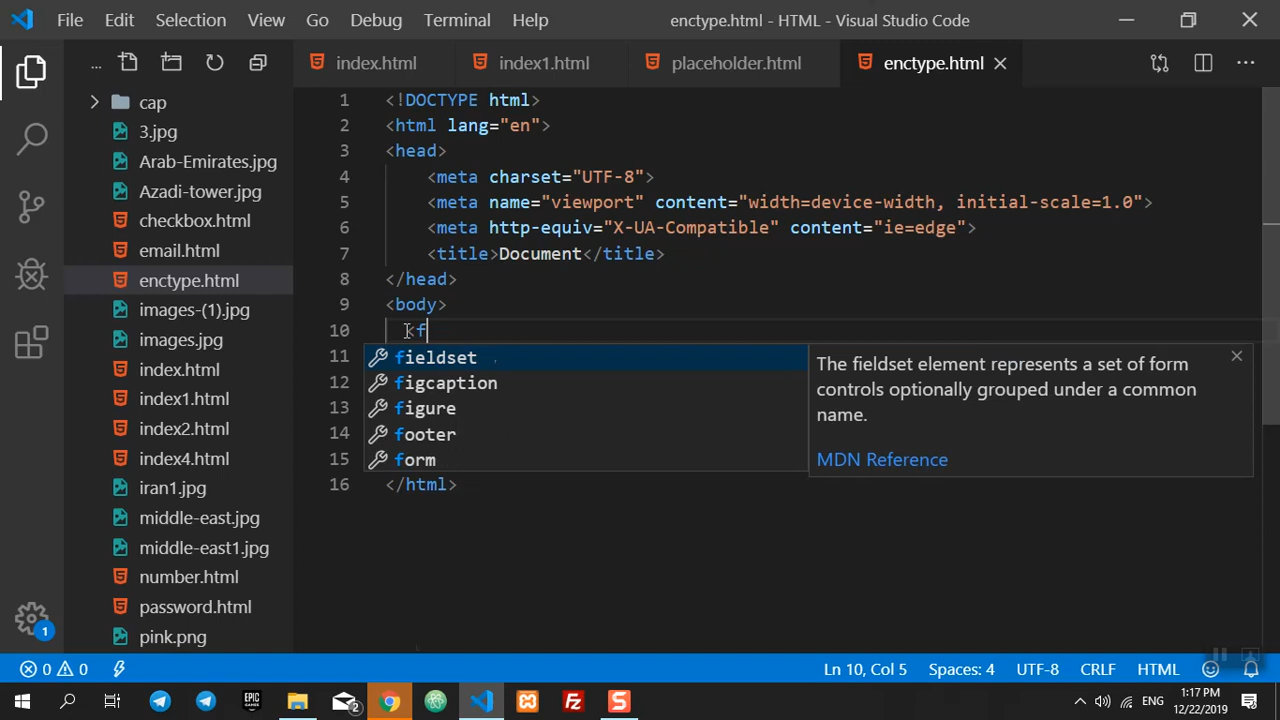 File Edit Selection View Go Debug Terminal Help enctype.html - HTML - Visual Studio Code
...
index.html index1.html placeholder.html enctype.html
cap
3.jpg
Arab-Emirates.jpg
Azadi-tower.jpg
checkbox.html
email.html
enctype.html
images-(1).jpg
images.jpg
index.html
index1.html
index2.html
index4.html
iran1.jpg
middle-east.jpg
middle-east1.jpg
number.html
password.html
pink.png
1 <!DOCTYPE html>
2 <html lang="en">
3 <head>
4 <meta charset="UTF-8">
5 <meta name="viewport" content="width=device-width, initial-scale=1.0">
6 <meta http-equiv="X-UA-Compatible" content="ie=edge">
7 <title>Document</title>
8 </head>
9 <body>
10 <f
11
12
13
14
15
16 </html>
fieldset
figcaption
figure
footer
form
The fieldset element represents a set of form
controls optionally grouped under a common
name.
MDN Reference
1
0 0 Ln 10, Col 5 Spaces: 4 UTF-8 CRLF HTML
EPIC GAMES 2 Fz S ENG 1:17 PM
12/22/2019